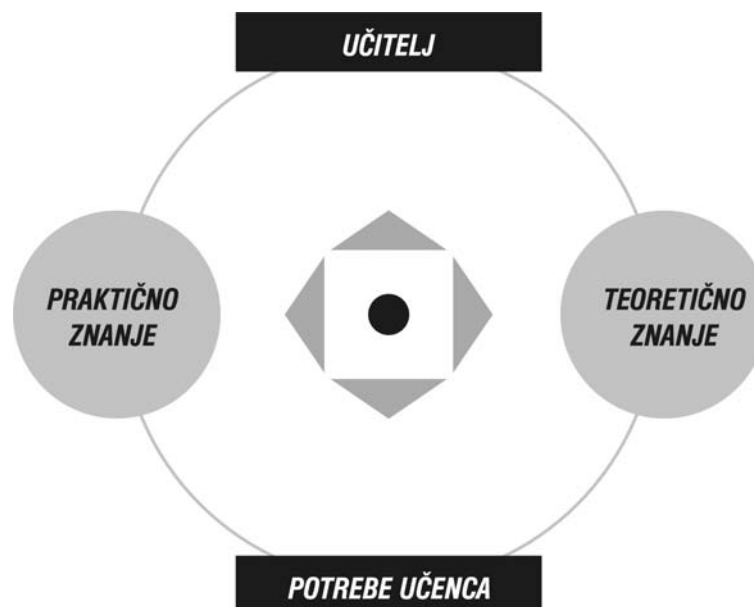 UČITELJ
PRAKTIČNO
ZNANJE
TEORETIČNO
ZNANJE
POTREBE UČENCA